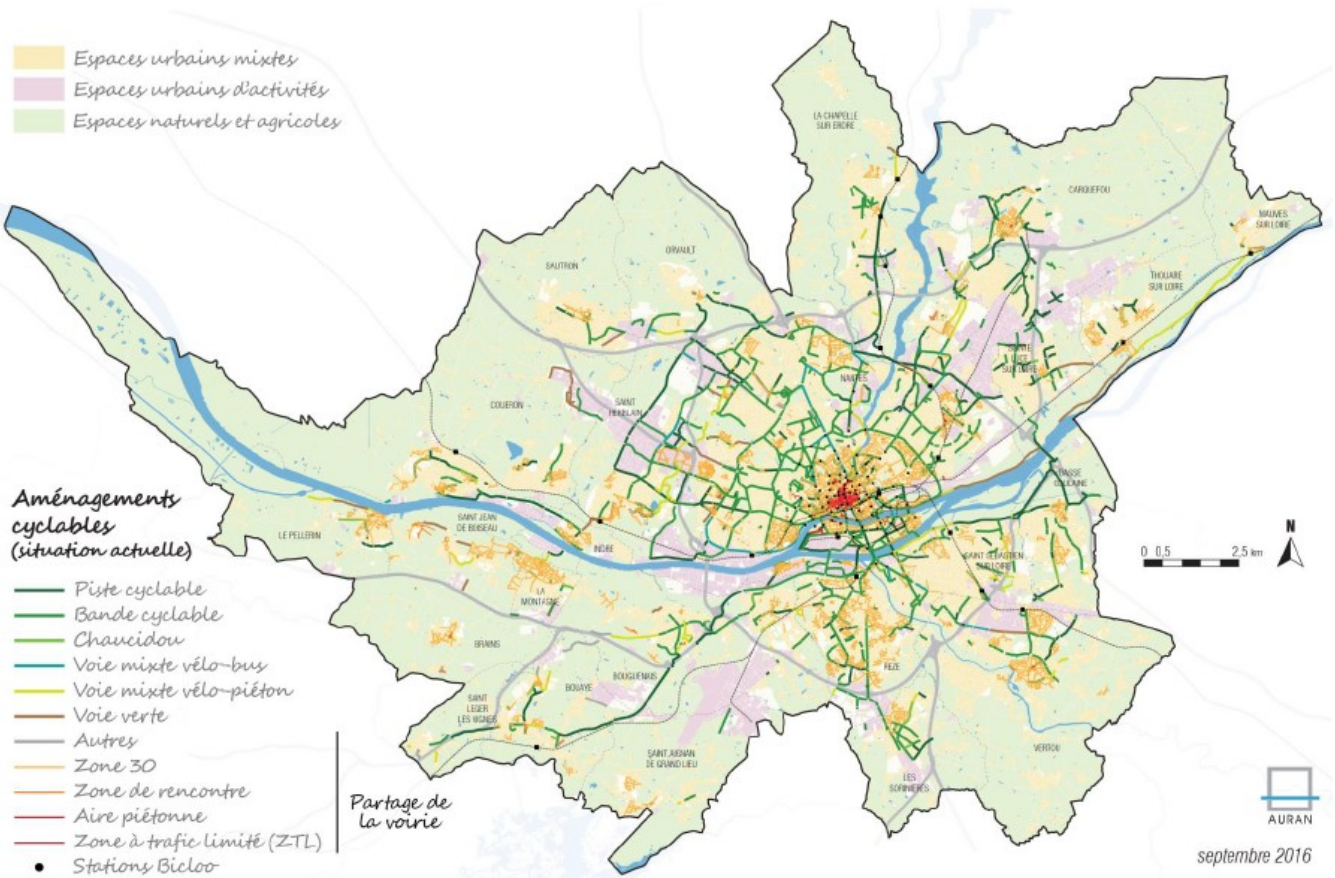 Espaces urbains mixtes
Espaces urbains d'activités
Espaces naturels et agricoles
LA CHAPELLE
SUR ERDRE
CARQUEFOU
MAUVES
SUR LOIRE
ORVAULT
SAUTRON
THOUARE
SUR LOIRE
SAINTE
LUCE
SUR LOIRE
NANTES
COUERON
SAINT
HERBLAIN
BASSE
GOULAINE
Aménagements
cyclables
(situation actuelle)
LE PELLERIN
SAINT JEAN
DE BOISEAU
INDRE
SAINT SEBASTIEN
SUR LOIRE
0 0,5 2,5 km
N
LA
MONTAGNE
BRAINS
REZE
BOUGUENAIS
BOUAYE
SAINT
LEGER
LES VIGNES
VERTOU
SAINT AIGNAN
DE GRAND LIEU
LES
SORINIERES
Piste cyclable
Bande cyclable
Chaucidou
Voie mixte vélo-bus
Voie mixte vélo-piéton
Voie verte
Autres
Zone 30
Zone de rencontre
Aire piétonne
Zone à trafic limité (ZTL)
Stations Bicloo
Partage de
la voirie
AURAN
septembre 2016